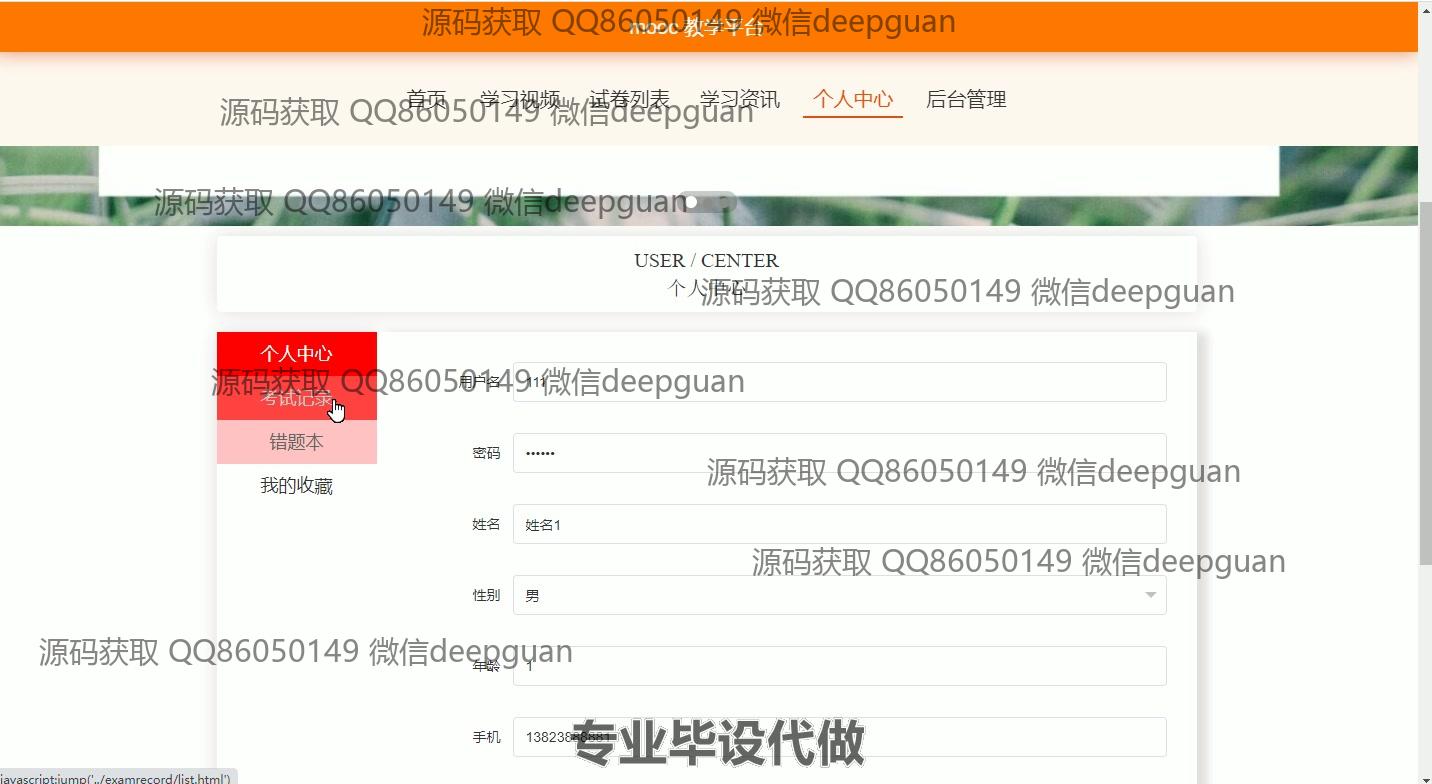 源码获取 QQ86050149 微信deepguan
mooc 教学平台
首页 学习视频 试卷列表 学习资讯 个人中心 后台管理
源码获取 QQ86050149 微信deepguan
源码获取 QQ86050149 微信deepguan
USER / CENTER
个人中心
源码获取 QQ86050149 微信deepguan
个人中心
用户名 111
源码获取 QQ86050149 微信deepguan
考试记录
错题本
密码 ••••••
源码获取 QQ86050149 微信deepguan
我的收藏
姓名 姓名1
源码获取 QQ86050149 微信deepguan
性别 男
源码获取 QQ86050149 微信deepguan
年龄 1
手机 13823888881
专业毕设代做
javascript:jump('../examrecord/list.html')